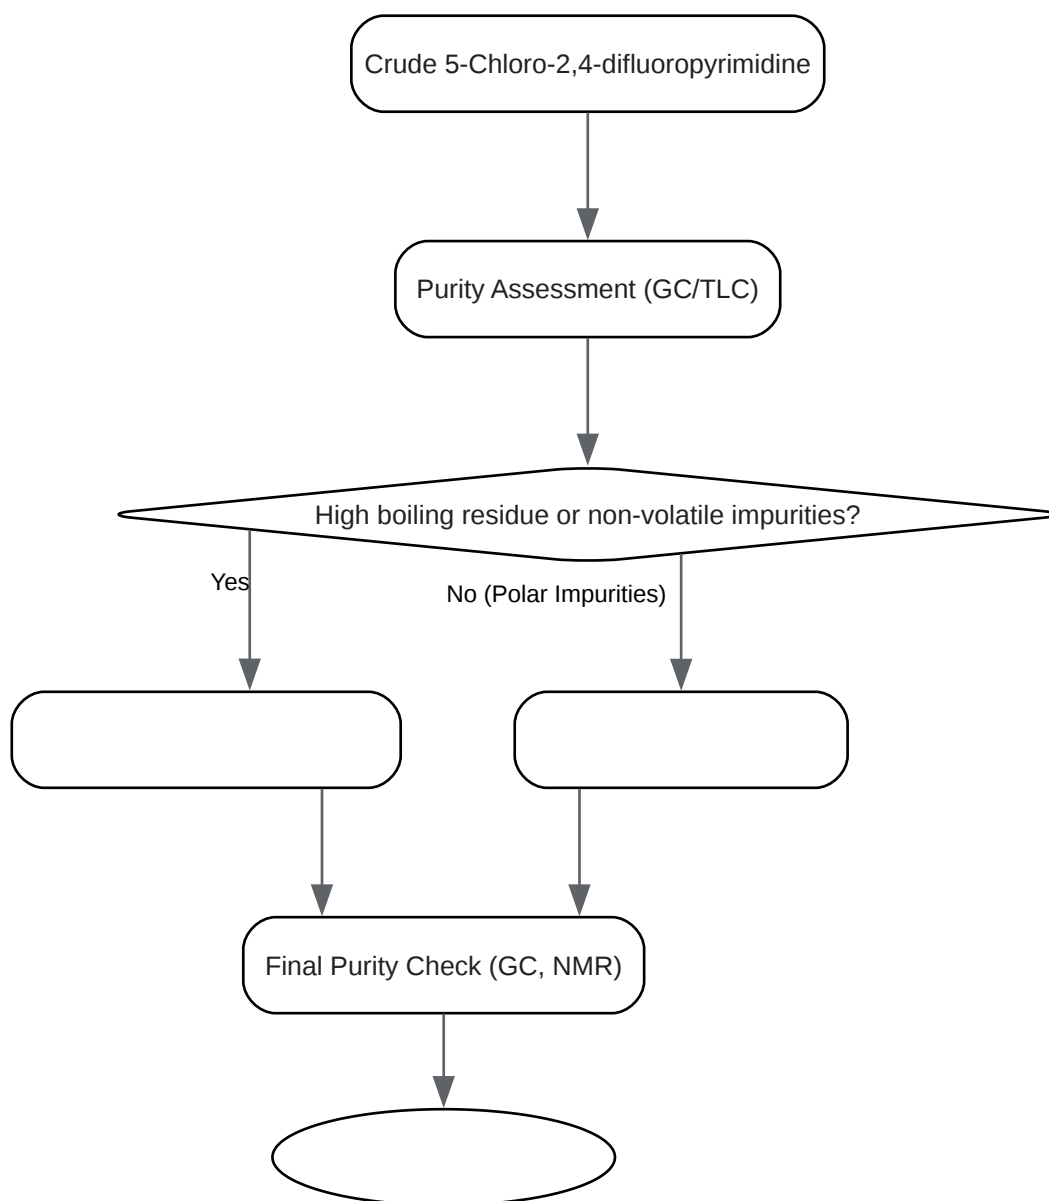 Crude 5-Chloro-2,4-difluoropyrimidine
Purity Assessment (GC/TLC)
High boiling residue or non-volatile impurities?
Yes
No (Polar Impurities)
Final Purity Check (GC, NMR)